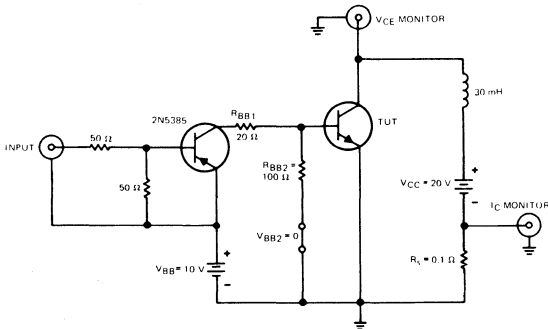 VCE MONITOR
2N5385
RBB1
20 Ω
TUT
30 mH
50 Ω
INPUT
50 Ω
RBB2=
100 Ω
VCC= 20 V
+
-
IC MONITOR
VBB2=0
VBB= 10 V
+
-
Rs = 0.1 Ω